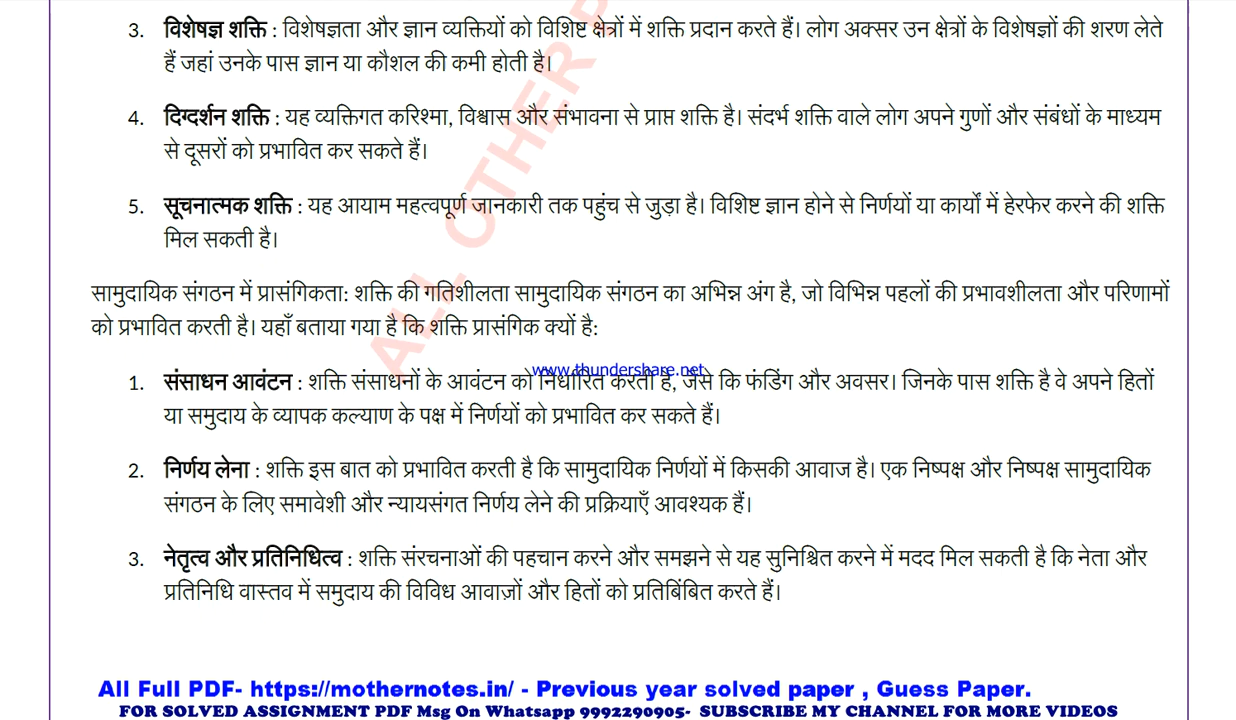 3. विशेषज्ञ शक्ति : विशेषज्ञता और ज्ञान व्यक्तियों को विशिष्ट क्षेत्रों में शक्ति प्रदान करते हैं। लोग अक्सर उन क्षेत्रों के विशेषज्ञों की शरण लेते
हैं जहां उनके पास ज्ञान या कौशल की कमी होती है।
4. दिग्दर्शन शक्ति : यह व्यक्तिगत करिश्मा, विश्वास और संभावना से प्राप्त शक्ति है। संदर्भ शक्ति वाले लोग अपने गुणों और संबंधों के माध्यम
से दूसरों को प्रभावित कर सकते हैं।
5. सूचनात्मक शक्ति : यह आयाम महत्वपूर्ण जानकारी तक पहुंच से जुड़ा है। विशिष्ट ज्ञान होने से निर्णयों या कार्यों में हेरफेर करने की शक्ति
मिल सकती है।
ALL OTHER P
सामुदायिक संगठन में प्रासंगिकता: शक्ति की गतिशीलता सामुदायिक संगठन का अभिन्न अंग है, जो विभिन्न पहलों की प्रभावशीलता और परिणामों
को प्रभावित करती है। यहाँ बताया गया है कि शक्ति प्रासंगिक क्यों है:
www.thundershare.net
1. संसाधन आवंटन : शक्ति संसाधनों के आवंटन को निर्धारित करती है, जैसे कि फंडिंग और अवसर। जिनके पास शक्ति है वे अपने हितों
या समुदाय के व्यापक कल्याण के पक्ष में निर्णयों को प्रभावित कर सकते हैं।
2. निर्णय लेना : शक्ति इस बात को प्रभावित करती है कि सामुदायिक निर्णयों में किसकी आवाज है। एक निष्पक्ष और निष्पक्ष सामुदायिक
संगठन के लिए समावेशी और न्यायसंगत निर्णय लेने की प्रक्रियाएँ आवश्यक हैं।
3. नेतृत्व और प्रतिनिधित्व : शक्ति संरचनाओं की पहचान करने और समझने से यह सुनिश्चित करने में मदद मिल सकती है कि नेता और
प्रतिनिधि वास्तव में समुदाय की विविध आवाज़ों और हितों को प्रतिबिंबित करते हैं।
All Full PDF- https://mothernotes.in/ - Previous year solved paper , Guess Paper.
FOR SOLVED ASSIGNMENT PDF Msg On Whatsapp 9992290905- SUBSCRIBE MY CHANNEL FOR MORE VIDEOS